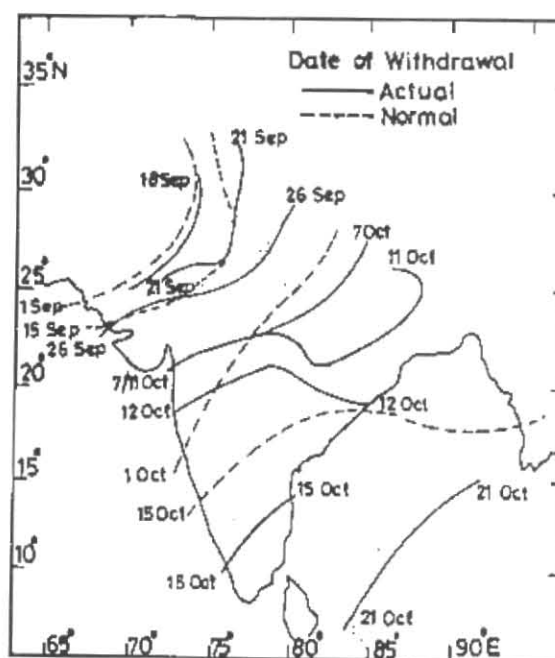 Date of Withdrawal
Actual
Normal
35°N
30°
25°
20°
15°
10°
21 Sep
18 Sep
26 Sep
7 Oct
11 Oct
21 Sep
1 Sep
15 Sep
26 Sep
7/11 Oct
12 Oct
12 Oct
1 Oct
15 Oct
15 Oct
21 Oct
21 Oct
65°
70°
75°
80°
85°
90°E